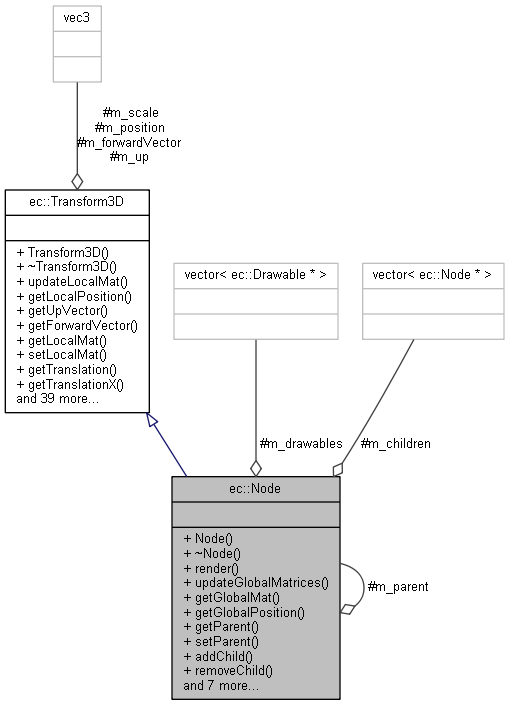 vec3
#m_scale
#m_position
#m_forwardVector
#m_up
ec::Transform3D
+ Transform3D()
+ ~Transform3D()
+ updateLocalMat()
+ getLocalPosition()
+ getUpVector()
+ getForwardVector()
+ getLocalMat()
+ setLocalMat()
+ getTranslation()
+ getTranslationX()
and 39 more...
vector< ec::Drawable * >
vector< ec::Node * >
#m_drawables
#m_children
ec::Node
+ Node()
+ ~Node()
+ render()
+ updateGlobalMatrices()
+ getGlobalMat()
+ getGlobalPosition()
+ getParent()
+ setParent()
+ addChild()
+ removeChild()
and 7 more...
#m_parent